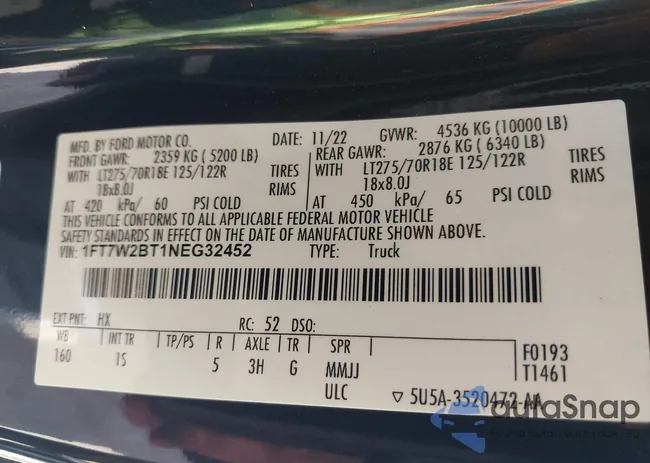 MFD. BY FORD MOTOR CO. DATE: 11/22 GVWR: 4536 KG (10000 LB)
FRONT GAWR: 2359 KG ( 5200 LB) REAR GAWR: 2876 KG ( 6340 LB)
WITH LT275/70R18E 125/122R TIRES WITH LT275/70R18E 125/122R TIRES
18x8.0J RIMS 18x8.0J RIMS
AT 420 kPa/ 60 PSI COLD AT 450 kPa/ 65 PSI COLD
THIS VEHICLE CONFORMS TO ALL APPLICABLE FEDERAL MOTOR VEHICLE
SAFETY STANDARDS IN EFFECT ON THE DATE OF MANUFACTURE SHOWN ABOVE.
VIN: 1FT7W2BT1NEG32452 TYPE: Truck
EXT PNT: HX RC: 52 DSO:
WB INT TR TP/PS R AXLE TR SPR F0193
160 1S 5 3H G MMJJ T1461
ULC ▽ 5U5A-3520472-AA
autoSnap